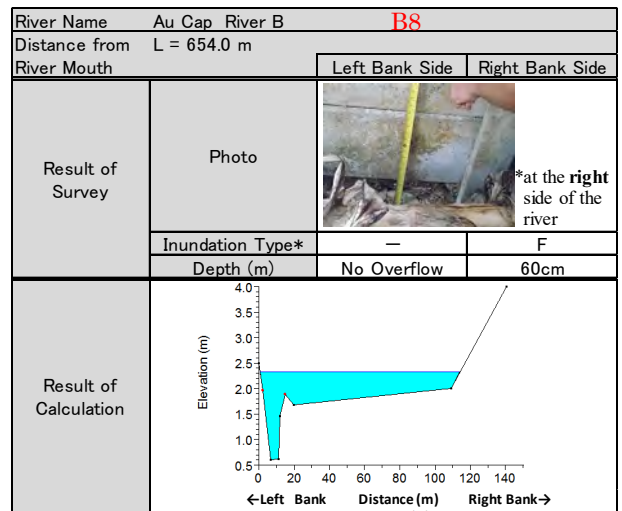 River Name Au Cap River B B8
Distance from L = 654.0 m
River Mouth Left Bank Side Right Bank Side
Result of
Survey
Photo
*at the right
side of the
river
Inundation Type* — F
Depth (m) No Overflow 60cm
Result of
Calculation
Elevation (m)
4.0
3.5
3.0
2.5
2.0
1.5
1.0
0.5
0 20 40 60 80 100 120 140
←Left Bank Distance (m) Right Bank→